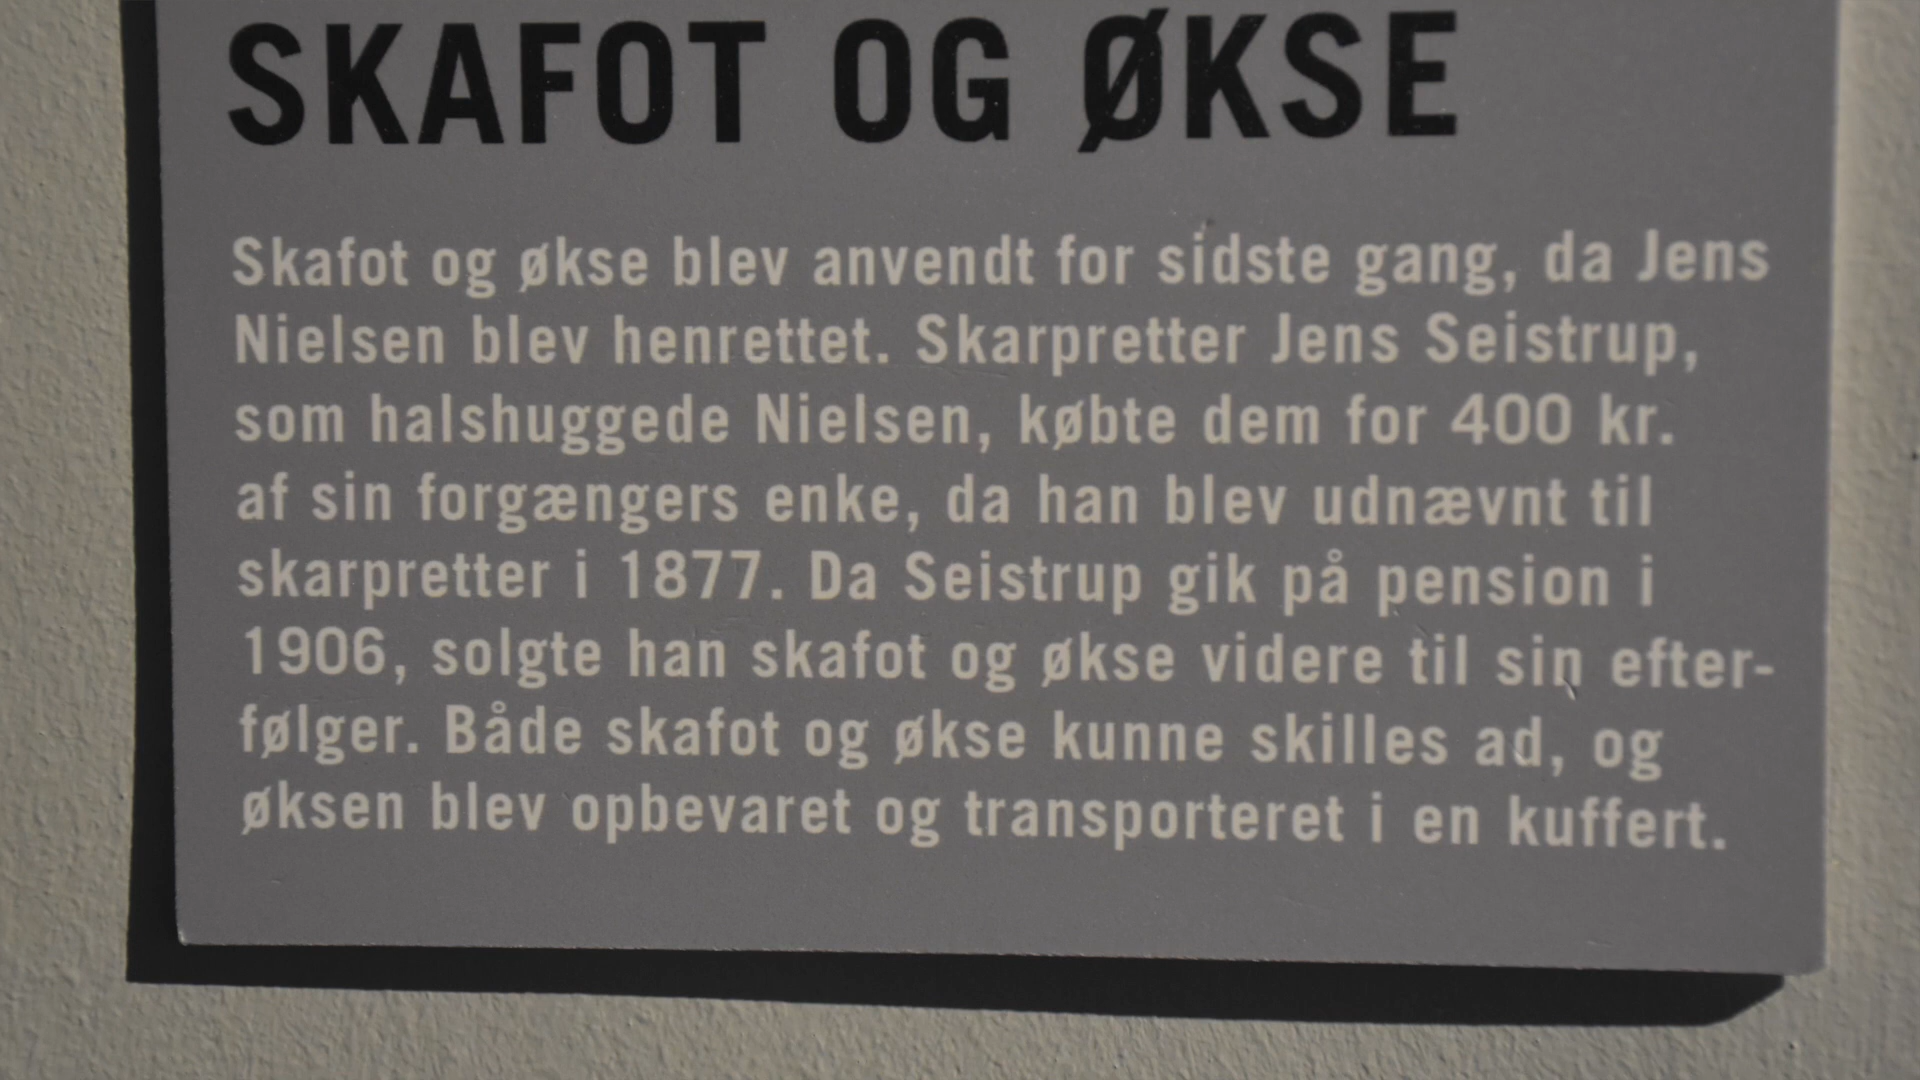 SKAFOT OG ØKSE
Skafot og økse blev anvendt for sidste gang, da Jens
Nielsen blev henrettet. Skarpretter Jens Seistrup,
som halshuggede Nielsen, købte dem for 400 kr.
af sin forgængers enke, da han blev udnævnt til
skarpretter i 1877. Da Seistrup gik på pension i
1906, solgte han skafot og økse videre til sin efter-
følger. Både skafot og økse kunne skilles ad, og
øksen blev opbevaret og transporteret i en kuffert.